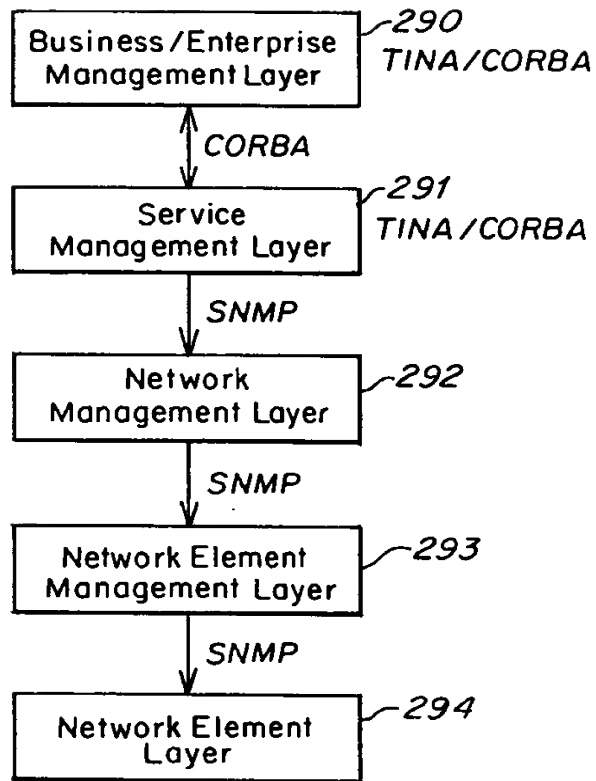 Business/Enterprise
Management Layer
290
TINA/CORBA
CORBA
Service
Management Layer
291
TINA/CORBA
SNMP
Network
Management Layer
292
SNMP
Network Element
Management Layer
293
SNMP
Network Element
Layer
294